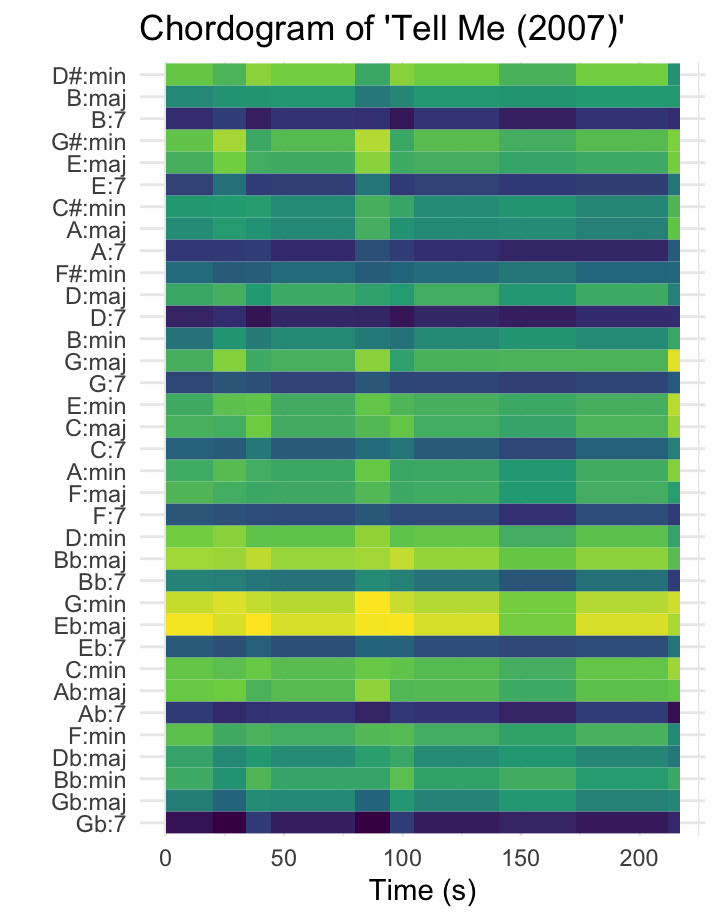 Chordogram of 'Tell Me (2007)'
D#:min
B:maj
B:7
G#:min
E:maj
E:7
C#:min
A:maj
A:7
F#:min
D:maj
D:7
B:min
G:maj
G:7
E:min
C:maj
C:7
A:min
F:maj
F:7
D:min
Bb:maj
Bb:7
G:min
Eb:maj
Eb:7
C:min
Ab:maj
Ab:7
F:min
Db:maj
Bb:min
Gb:maj
Gb:7
0 50 100 150 200
Time (s)